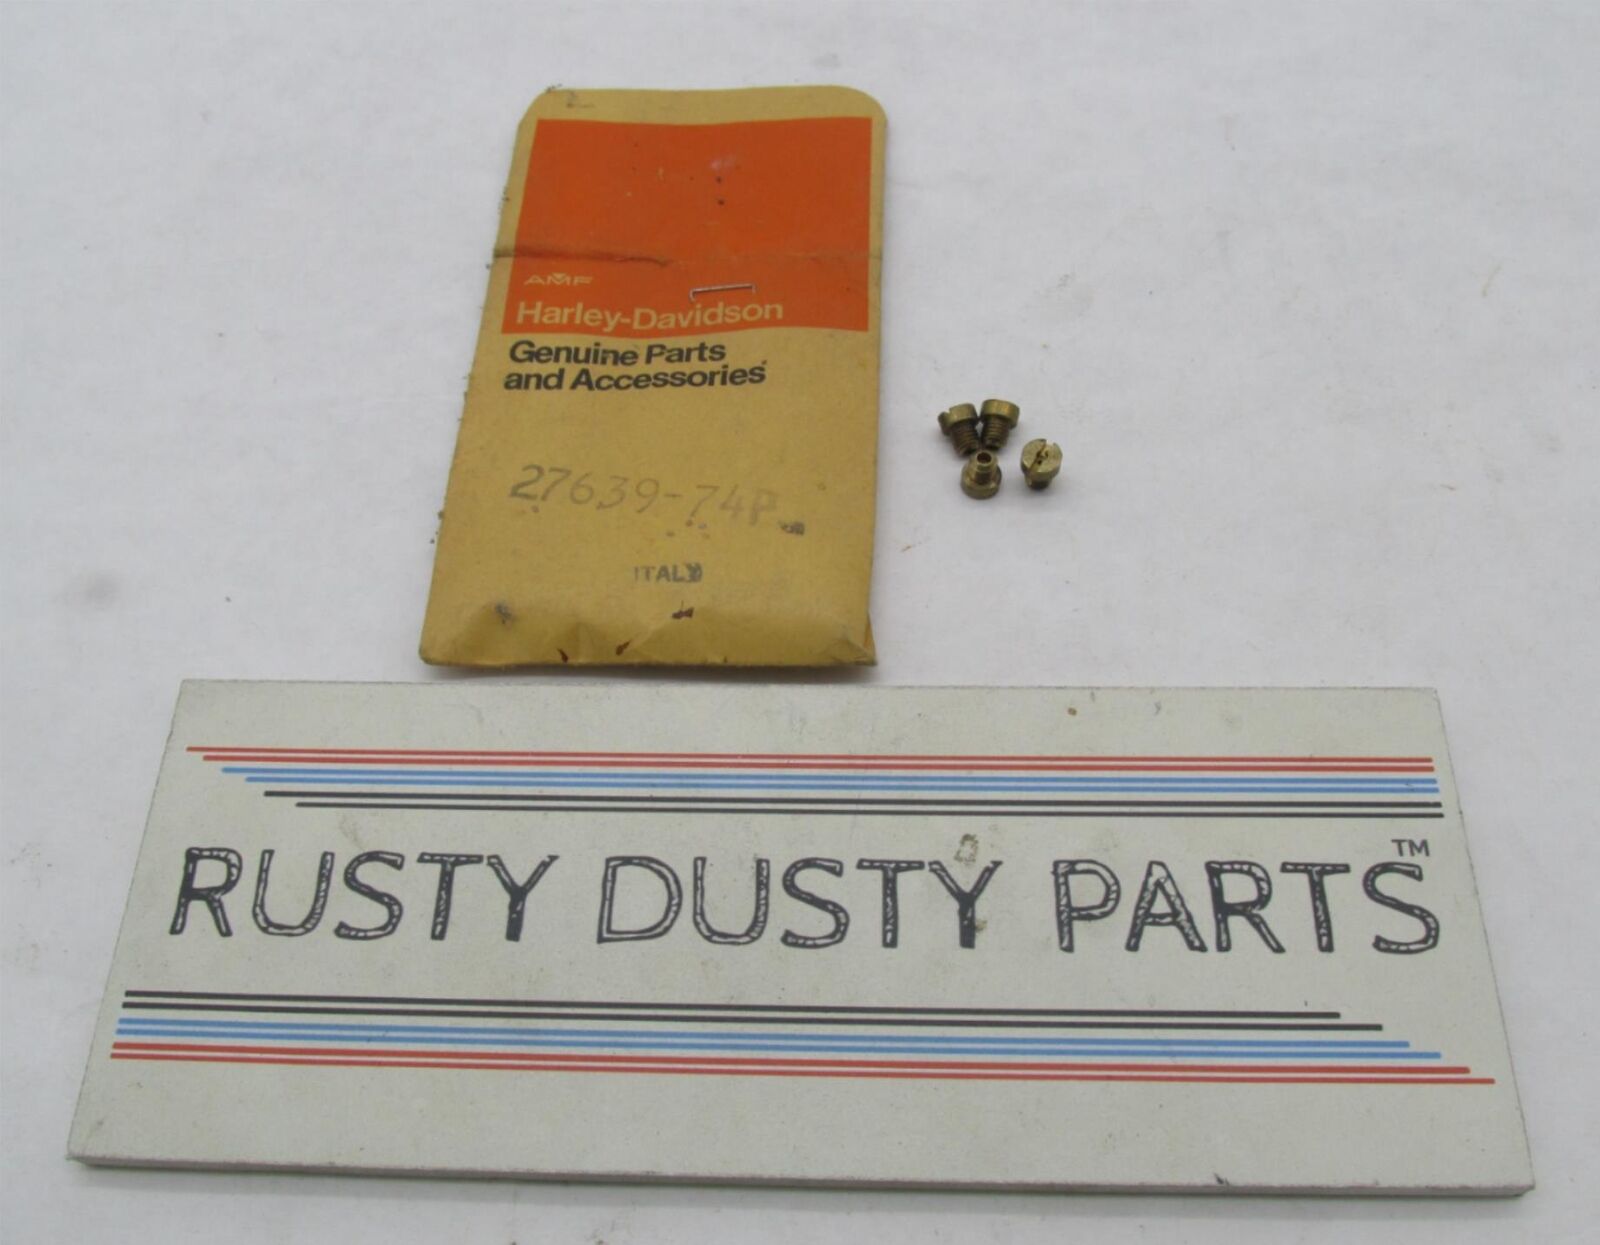 AMF
Harley-Davidson
Genuine Parts
and Accessories
27639-74P
ITALY
RUSTY DUSTY PARTS™